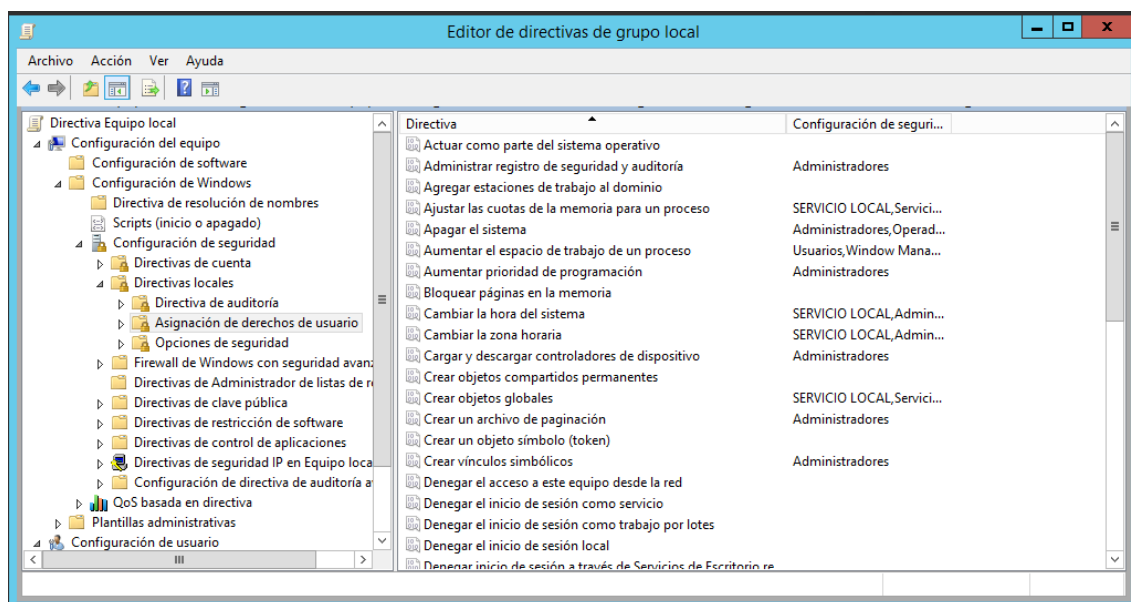 Editor de directivas de grupo local
Archivo Acción Ver Ayuda
Directiva Equipo local
Configuración del equipo
Configuración de software
Configuración de Windows
Directiva de resolución de nombres
Scripts (inicio o apagado)
Configuración de seguridad
Directivas de cuenta
Directivas locales
Directiva de auditoría
Asignación de derechos de usuario
Opciones de seguridad
Firewall de Windows con seguridad avanz
Directivas de Administrador de listas de re
Directivas de clave pública
Directivas de restricción de software
Directivas de control de aplicaciones
Directivas de seguridad IP en Equipo loca
Configuración de directiva de auditoría a
QoS basada en directiva
Plantillas administrativas
Configuración de usuario
Directiva Configuración de seguri...
Actuar como parte del sistema operativo
Administrar registro de seguridad y auditoría Administradores
Agregar estaciones de trabajo al dominio
Ajustar las cuotas de la memoria para un proceso SERVICIO LOCAL,Servici...
Apagar el sistema Administradores,Operad...
Aumentar el espacio de trabajo de un proceso Usuarios,Window Mana...
Aumentar prioridad de programación Administradores
Bloquear páginas en la memoria
Cambiar la hora del sistema SERVICIO LOCAL,Admin...
Cambiar la zona horaria SERVICIO LOCAL,Admin...
Cargar y descargar controladores de dispositivo Administradores
Crear objetos compartidos permanentes
Crear objetos globales SERVICIO LOCAL,Servici...
Crear un archivo de paginación Administradores
Crear un objeto símbolo (token)
Crear vínculos simbólicos Administradores
Denegar el acceso a este equipo desde la red
Denegar el inicio de sesión como servicio
Denegar el inicio de sesión como trabajo por lotes
Denegar el inicio de sesión local
Denegar inicio de sesión a través de Servicios de Escritorio re